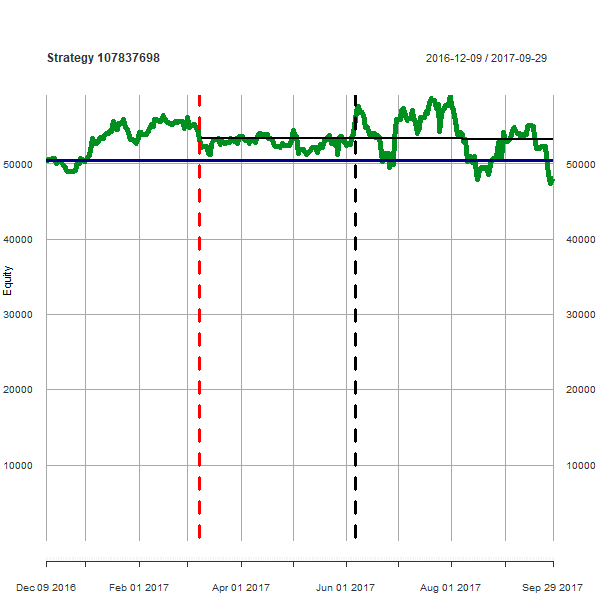 Strategy 107837698
2016-12-09 / 2017-09-29
50000
50000
40000
40000
Equity
30000
30000
20000
20000
10000
10000
Dec 09 2016
Feb 01 2017
Apr 01 2017
Jun 01 2017
Aug 01 2017
Sep 29 2017